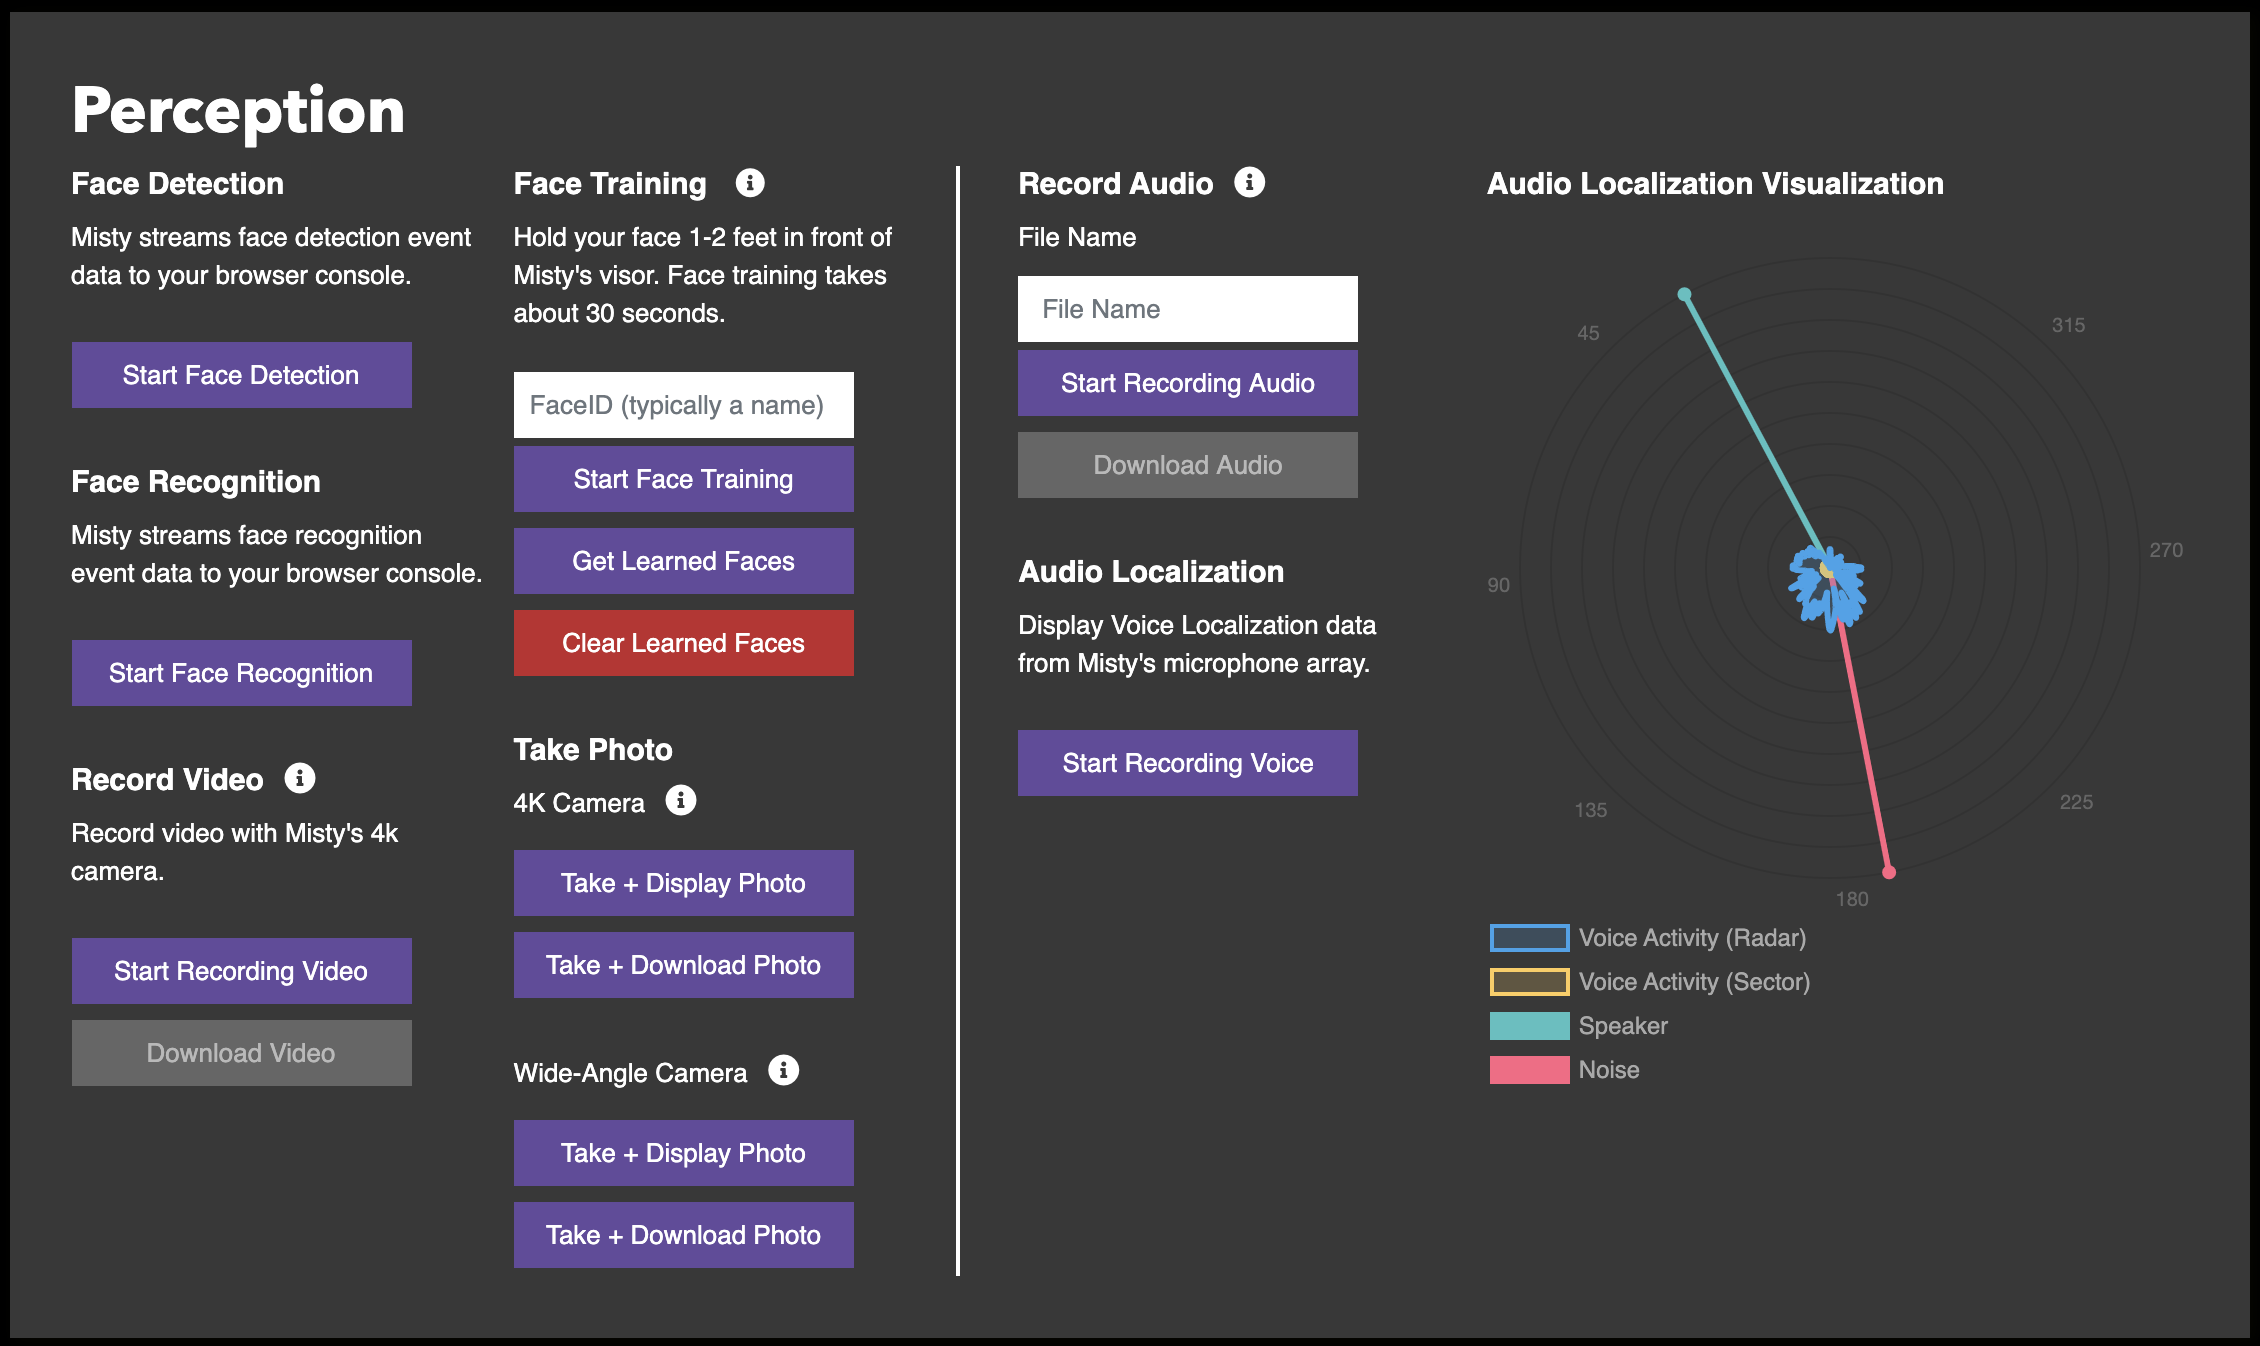 Perception
Face Detection
Misty streams face detection event
data to your browser console.
Start Face Detection
Face Recognition
Misty streams face recognition
event data to your browser console.
Start Face Recognition
Record Video
Record video with Misty's 4k
camera.
Start Recording Video
Download Video
Face Training
Hold your face 1-2 feet in front of
Misty's visor. Face training takes
about 30 seconds.
FaceID (typically a name)
Start Face Training
Get Learned Faces
Clear Learned Faces
Take Photo
4K Camera
Take + Display Photo
Take + Download Photo
Wide-Angle Camera
Take + Display Photo
Take + Download Photo
Record Audio
File Name
File Name
Start Recording Audio
Download Audio
Audio Localization
Display Voice Localization data
from Misty's microphone array.
Start Recording Voice
Audio Localization Visualization
45
315
270
90
135
225
180
Voice Activity (Radar)
Voice Activity (Sector)
Speaker
Noise